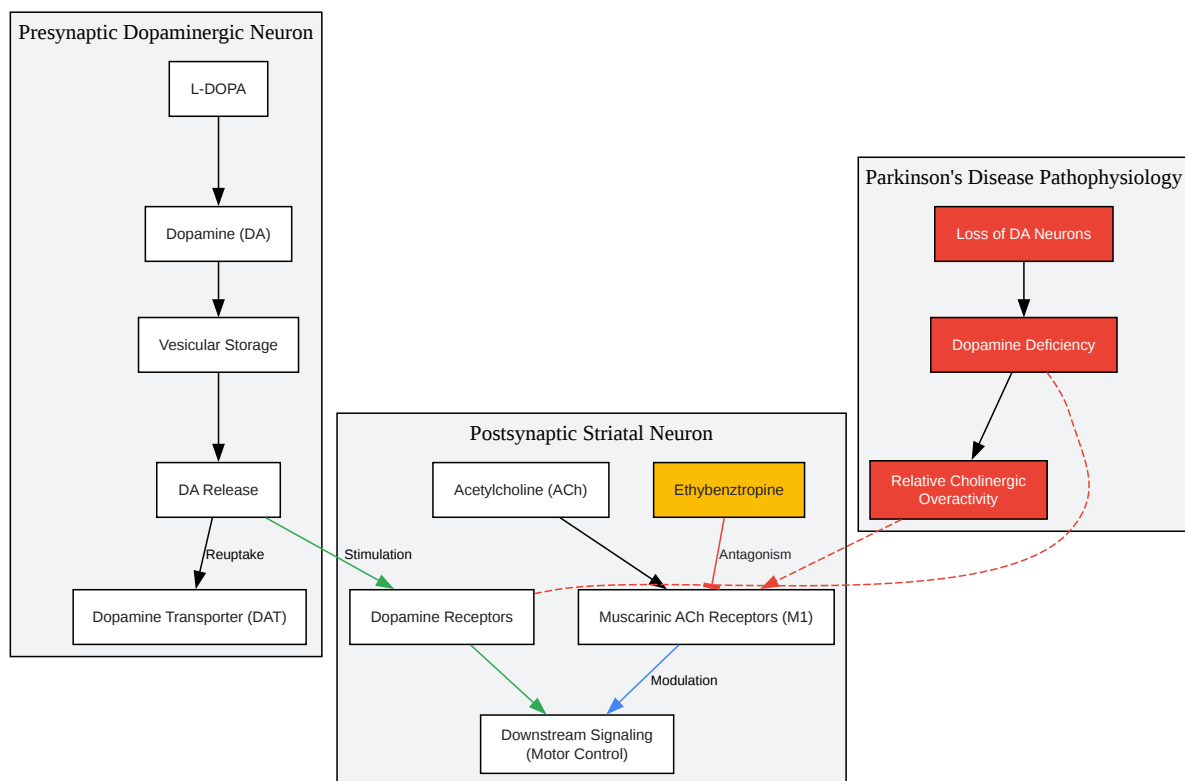 Presynaptic Dopaminergic Neuron
L-DOPA
Dopamine (DA)
Vesicular Storage
DA Release
Reuptake
Dopamine Transporter (DAT)
Stimulation
Postsynaptic Striatal Neuron
Acetylcholine (ACh)
Ethybenztropine
Antagonism
Dopamine Receptors
Muscarinic ACh Receptors (M1)
Modulation
Downstream Signaling
(Motor Control)
Parkinson's Disease Pathophysiology
Loss of DA Neurons
Dopamine Deficiency
Relative Cholinergic
Overactivity